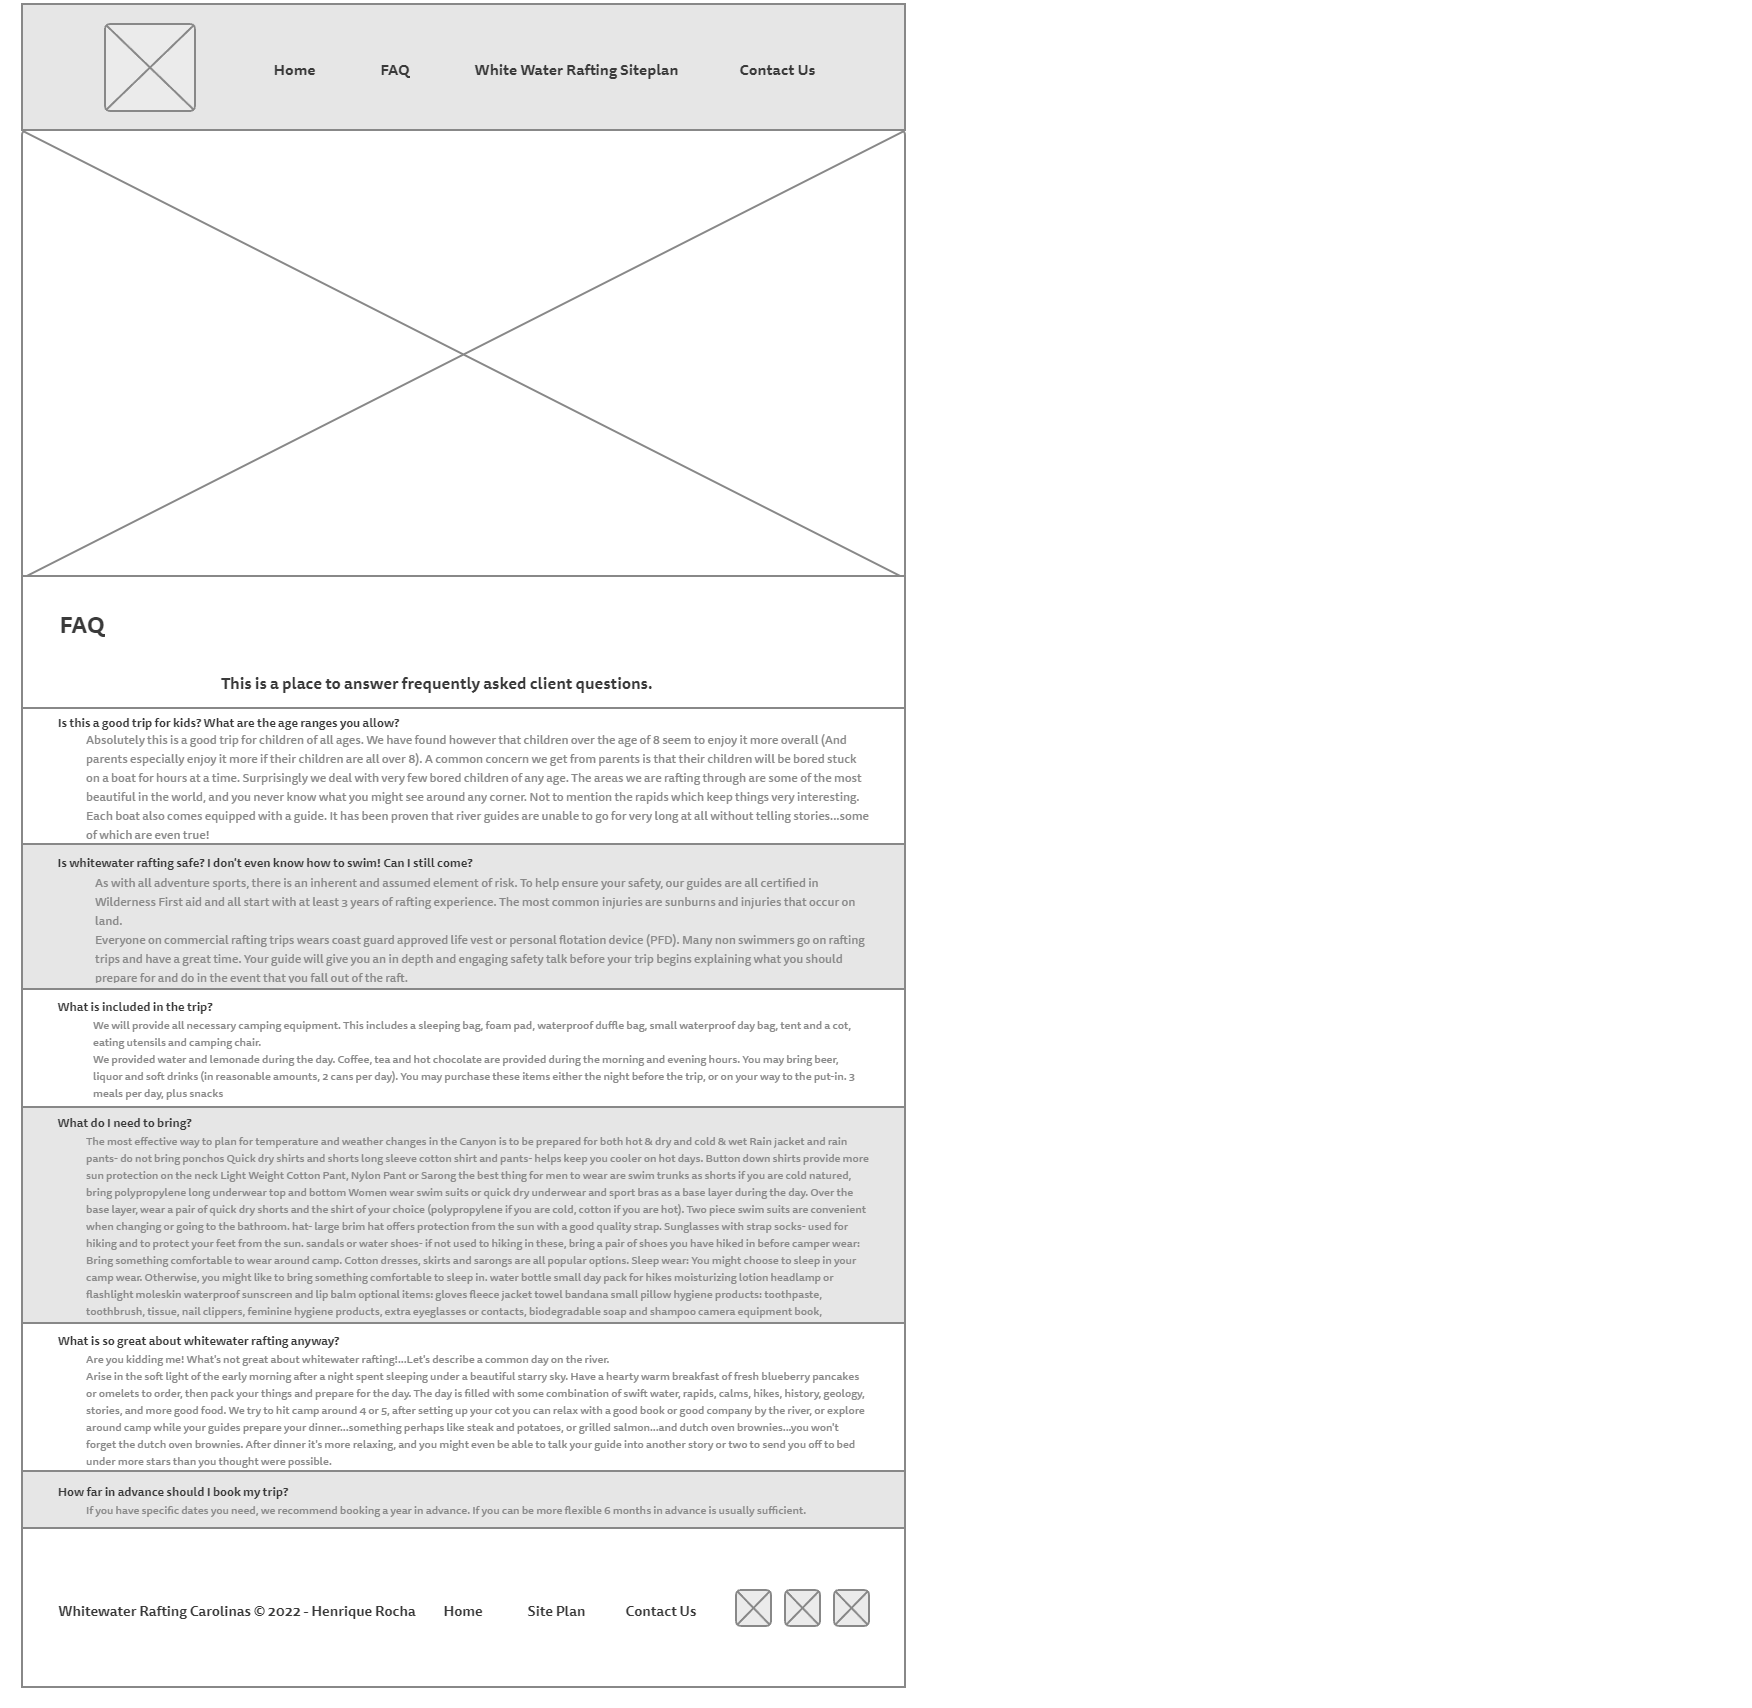 Home FAQ White Water Rafting Siteplan Contact Us
FAQ
This is a place to answer frequently asked client questions.
Is this a good trip for kids? What are the age ranges you allow?
Absolutely this is a good trip for children of all ages. We have found however that children over the age of 8 seem to enjoy it more overall (And
parents especially enjoy it more if their children are all over 8). A common concern we get from parents is that their children will be bored stuck
on a boat for hours at a time. Surprisingly we deal with very few bored children of any age. The areas we are rafting through are some of the most
beautiful in the world, and you never know what you might see around any corner. Not to mention the rapids which keep things very interesting.
Each boat also comes equipped with a guide. It has been proven that river guides are unable to go for very long at all without telling stories...some
of which are even true!
Is whitewater rafting safe? I don't even know how to swim! Can I still come?
As with all adventure sports, there is an inherent and assumed element of risk. To help ensure your safety, our guides are all certified in
Wilderness First aid and all start with at least 3 years of rafting experience. The most common injuries are sunburns and injuries that occur on
land.
Everyone on commercial rafting trips wears coast guard approved life vest or personal flotation device (PFD). Many non swimmers go on rafting
trips and have a great time. Your guide will give you an in depth and engaging safety talk before your trip begins explaining what you should
prepare for and do in the event that you fall out of the raft.
What is included in the trip?
We will provide all necessary camping equipment. This includes a sleeping bag, foam pad, waterproof duffle bag, small waterproof day bag, tent and a cot,
eating utensils and camping chair.
We provided water and lemonade during the day. Coffee, tea and hot chocolate are provided during the morning and evening hours. You may bring beer,
liquor and soft drinks (in reasonable amounts, 2 cans per day). You may purchase these items either the night before the trip, or on your way to the put-in. 3
meals per day, plus snacks
What do I need to bring?
The most effective way to plan for temperature and weather changes in the Canyon is to be prepared for both hot & dry and cold & wet Rain jacket and rain
pants- do not bring ponchos Quick dry shirts and shorts long sleeve cotton shirt and pants- helps keep you cooler on hot days. Button down shirts provide more
sun protection on the neck Light Weight Cotton Pant, Nylon Pant or Sarong the best thing for men to wear are swim trunks as shorts if you are cold natured,
bring polypropylene long underwear top and bottom Women wear swim suits or quick dry underwear and sport bras as a base layer during the day. Over the
base layer, wear a pair of quick dry shorts and the shirt of your choice (polypropylene if you are cold, cotton if you are hot). Two piece swim suits are convenient
when changing or going to the bathroom. hat- large brim hat offers protection from the sun with a good quality strap. Sunglasses with strap socks- used for
hiking and to protect your feet from the sun. sandals or water shoes- if not used to hiking in these, bring a pair of shoes you have hiked in before camper wear:
Bring something comfortable to wear around camp. Cotton dresses, skirts and sarongs are all popular options. Sleep wear: You might choose to sleep in your
camp wear. Otherwise, you might like to bring something comfortable to sleep in. water bottle small day pack for hikes moisturizing lotion headlamp or
flashlight moleskin waterproof sunscreen and lip balm optional items: gloves fleece jacket towel bandana small pillow hygiene products: toothpaste,
toothbrush, tissue, nail clippers, feminine hygiene products, extra eyeglasses or contacts, biodegradable soap and shampoo camera equipment book,
What is so great about whitewater rafting anyway?
Are you kidding me! What's not great about whitewater rafting!...Let's describe a common day on the river.
Arise in the soft light of the early morning after a night spent sleeping under a beautiful starry sky. Have a hearty warm breakfast of fresh blueberry pancakes
or omelets to order, then pack your things and prepare for the day. The day is filled with some combination of swift water, rapids, calms, hikes, history, geology,
stories, and more good food. We try to hit camp around 4 or 5, after setting up your cot you can relax with a good book or good company by the river, or explore
around camp while your guides prepare your dinner...something perhaps like steak and potatoes, or grilled salmon...and dutch oven brownies...you won't
forget the dutch oven brownies. After dinner it's more relaxing, and you might even be able to talk your guide into another story or two to send you off to bed
under more stars than you thought were possible.
How far in advance should I book my trip?
If you have specific dates you need, we recommend booking a year in advance. If you can be more flexible 6 months in advance is usually sufficient.
Whitewater Rafting Carolinas © 2022 - Henrique Rocha Home Site Plan Contact Us